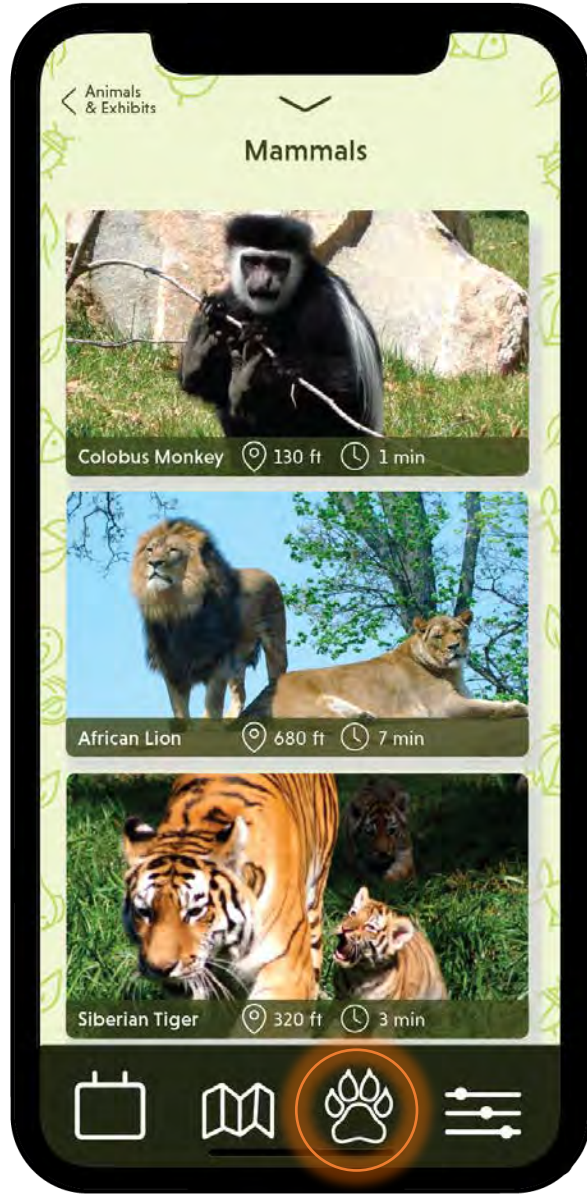 Animals
& Exhibits
Mammals
Colobus Monkey 130 ft 1 min
African Lion 680 ft 7 min
Siberian Tiger 320 ft 3 min